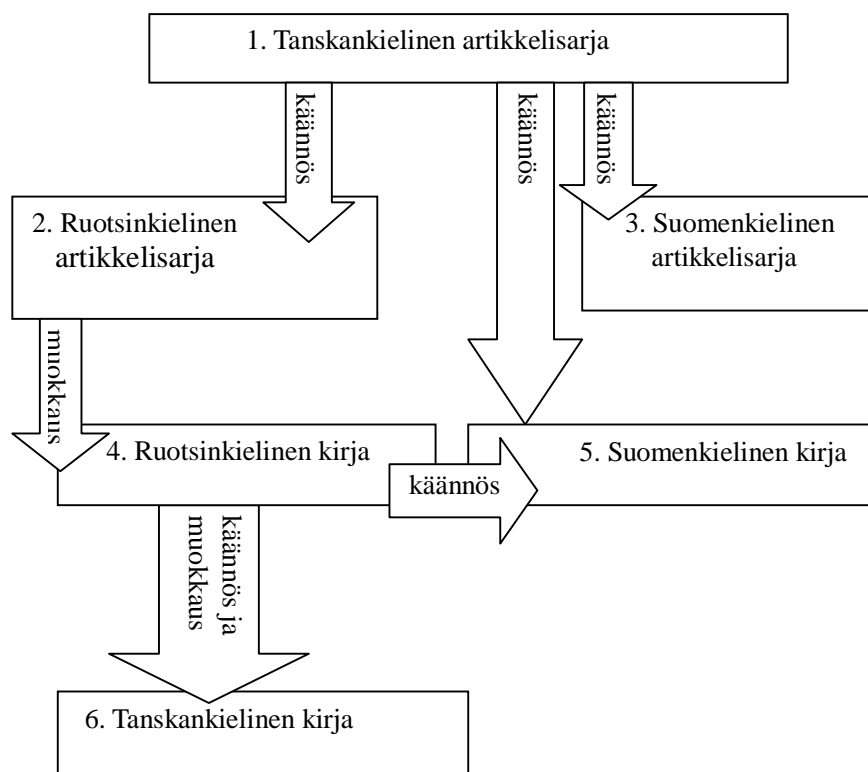 1. Tanskankielinen artikkelisarja
käännös
käännös
käännös
2. Ruotsinkielinen
artikkelisarja
3. Suomenkielinen
artikkelisarja
muokkaus
4. Ruotsinkielinen kirja
käännös
5. Suomenkielinen kirja
käännös ja
muokkaus
6. Tanskankielinen kirja